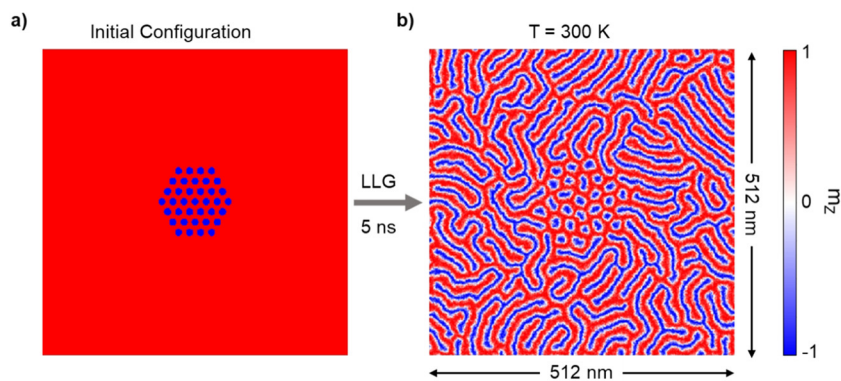 a)
Initial Configuration
LLG
5 ns
b)
T = 300 K
512 nm
512 nm
1
0
-1
m_z